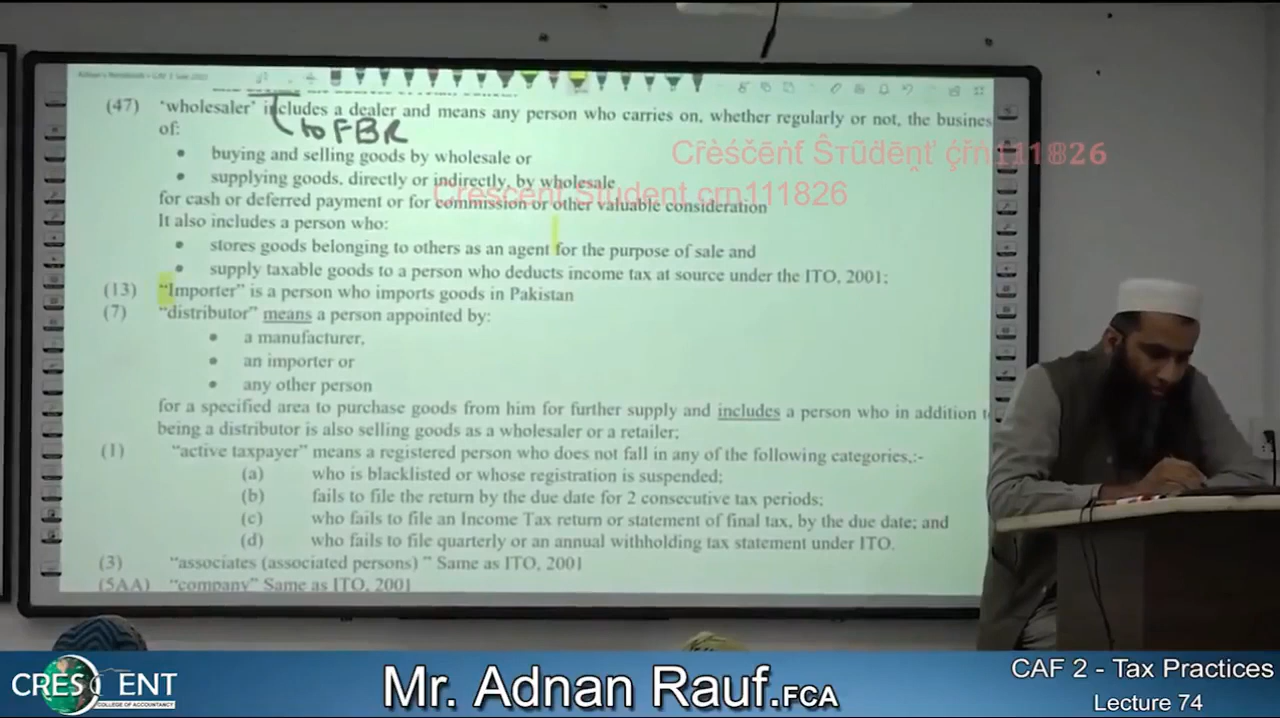 (47) 'wholesaler' includes a dealer and means any person who carries on, whether regularly or not, the busines
of:
to FBR
• buying and selling goods by wholesale or
• supplying goods, directly or indirectly, by wholesale
for cash or deferred payment or for commission or other valuable consideration
Crèśčēṅť Štūdēṇť çřṅ111826
Crescent Student crn111826
It also includes a person who:
• stores goods belonging to others as an agent for the purpose of sale and
• supply taxable goods to a person who deducts income tax at source under the ITO, 2001;
(13) "Importer" is a person who imports goods in Pakistan
(7) "distributor" means a person appointed by:
• a manufacturer,
• an importer or
• any other person
for a specified area to purchase goods from him for further supply and includes a person who in addition t
being a distributor is also selling goods as a wholesaler or a retailer;
(1) "active taxpayer" means a registered person who does not fall in any of the following categories,:-
(a) who is blacklisted or whose registration is suspended;
(b) fails to file the return by the due date for 2 consecutive tax periods;
(c) who fails to file an Income Tax return or statement of final tax, by the due date; and
(d) who fails to file quarterly or an annual withholding tax statement under ITO.
(3) "associates (associated persons) " Same as ITO, 2001
(5AA) "company" Same as ITO, 2001
CRESCENT
COLLEGE OF ACCOUNTANCY
Mr. Adnan Rauf.FCA
CAF 2 - Tax Practices
Lecture 74